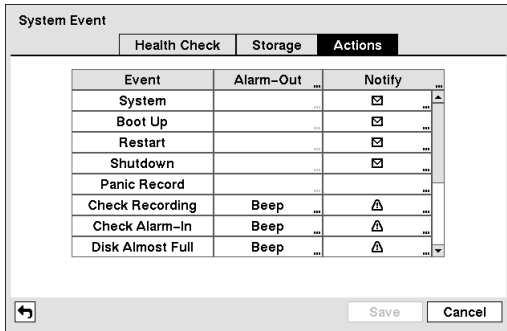 System Event
Health Check Storage Actions
Event Alarm-Out ... Notify ...
System ... ...
Boot Up ... ...
Restart ... ...
Shutdown ... ...
Panic Record ... ...
Check Recording Beep ... ...
Check Alarm-In Beep ... ...
Disk Almost Full Beep ... ...
Save Cancel